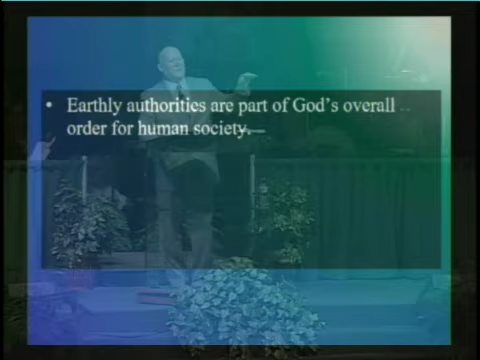 • Earthly authorities are part of God's overall
order for human society.